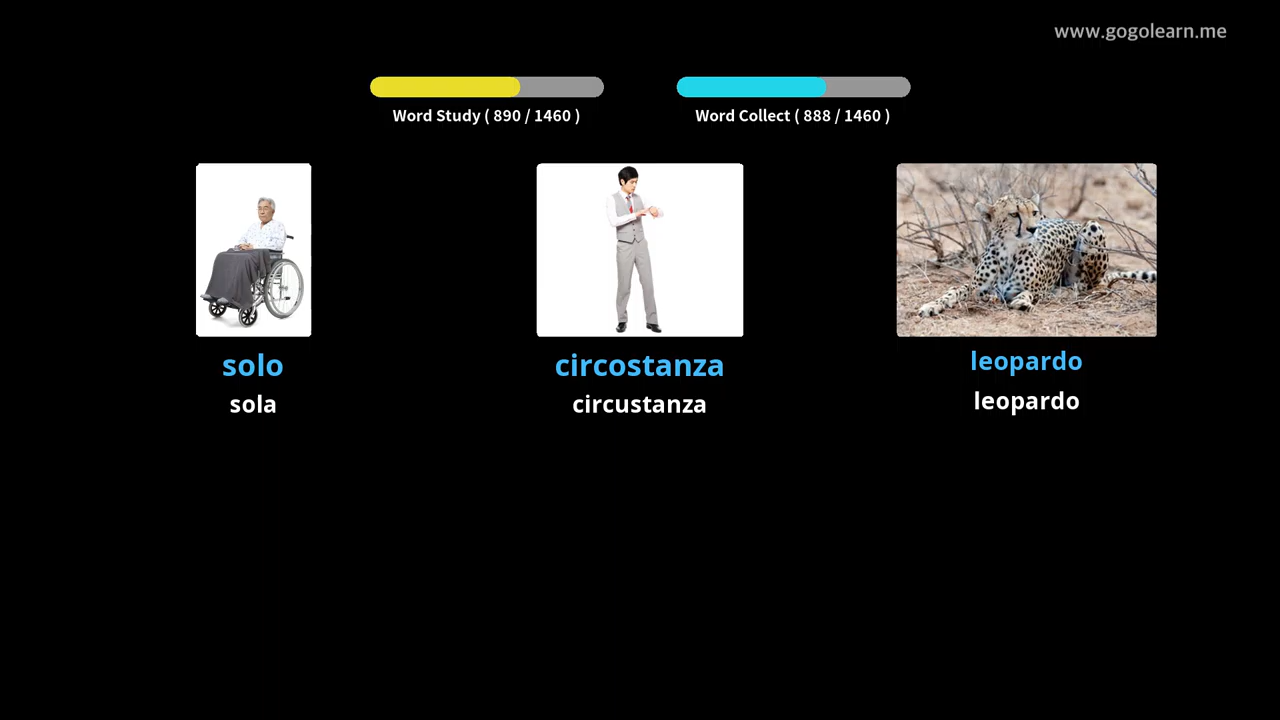 www.gogolearn.me
Word Study ( 890 / 1460 )
Word Collect ( 888 / 1460 )
solo
sola
circostanza
circustanza
leopardo
leopardo